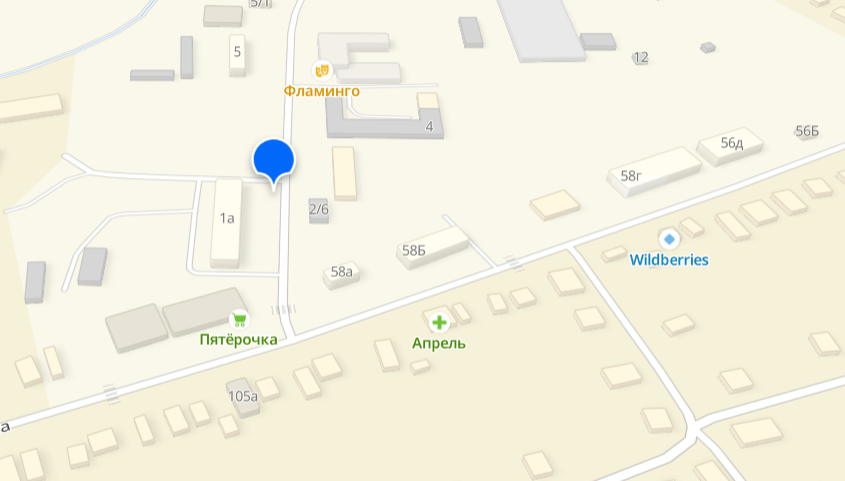 5/1
5
12
Фламинго
4
56Б
56д
58г
1а
2/6
58Б
58а
Wildberries
Пятёрочка
Апрель
105а
а